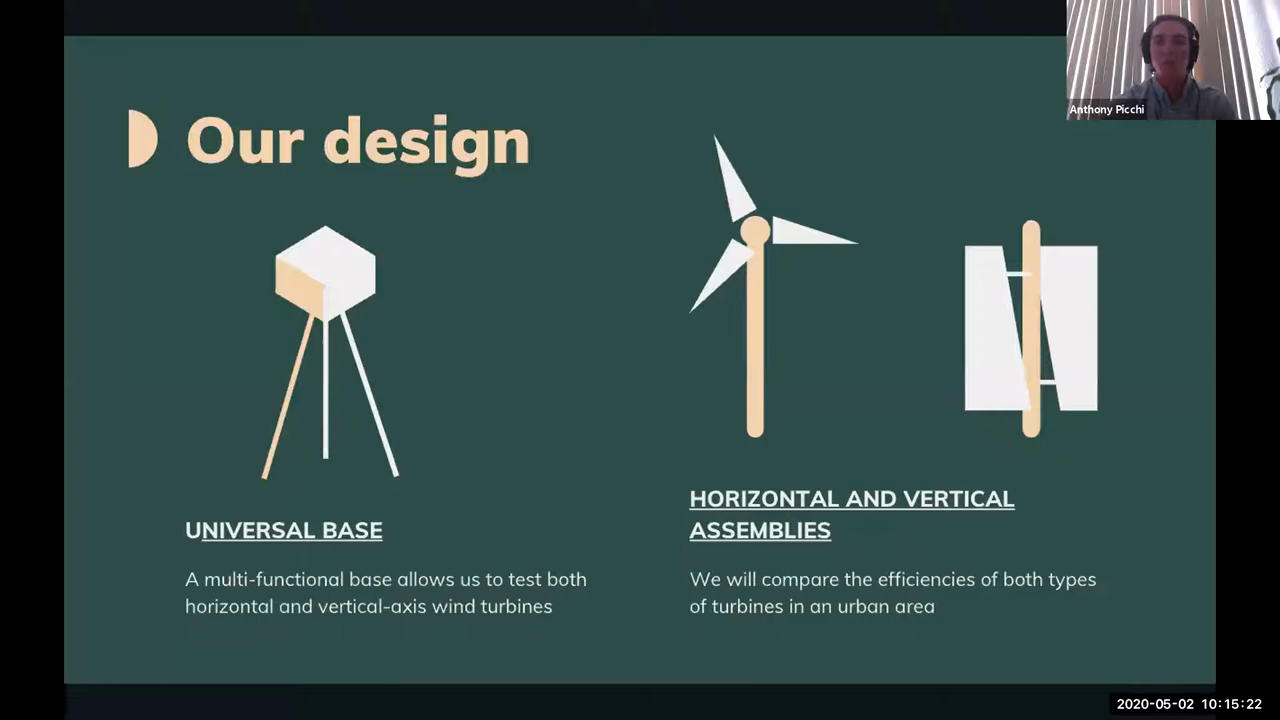 Anthony Picchi
Our design
UNIVERSAL BASE
A multi-functional base allows us to test both
horizontal and vertical-axis wind turbines
HORIZONTAL AND VERTICAL
ASSEMBLIES
We will compare the efficiencies of both types
of turbines in an urban area
2020-05-02 10:15:22